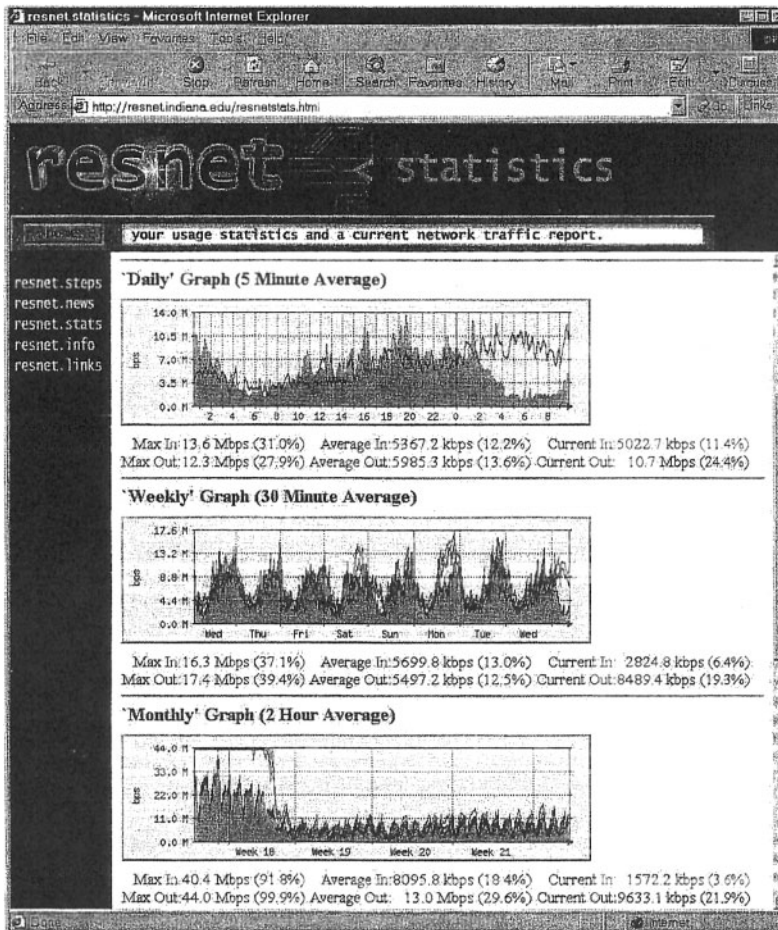 resnet.statistics - Microsoft Internet Explorer
File Edit View Favorites Tools Help
Back Stop Refresh Home Search Favorites History Mail Print Edit Discuss
Address http://resnet.indiana.edu/resnetstats.html Go Links
resnet statistics
your usage statistics and a current network traffic report.
resnet.steps
resnet.news
resnet.stats
resnet.info
resnet.links
`Daily' Graph (5 Minute Average)
14.0 M
10.5 M
7.0 M
3.5 M
0.0 M
bps
2 4 6 8 10 12 14 16 18 20 22 0 2 4 6 8
Max In:13.6 Mbps (31.0%) Average In:5367.2 kbps (12.2%) Current In:5022.7 kbps (11.4%)
Max Out:12.3 Mbps (27.9%) Average Out:5985.3 kbps (13.6%) Current Out: 10.7 Mbps (24.4%)
`Weekly' Graph (30 Minute Average)
17.6 M
13.2 M
8.8 M
4.4 M
0.0 M
bps
Wed Thu Fri Sat Sun Mon Tue Wed
Max In:16.3 Mbps (37.1%) Average In:5699.8 kbps (13.0%) Current In: 2824.8 kbps (6.4%)
Max Out:17.4 Mbps (39.4%) Average Out:5497.2 kbps (12.5%) Current Out:8489.4 kbps (19.3%)
`Monthly' Graph (2 Hour Average)
44.0 M
33.0 M
22.0 M
11.0 M
0.0 M
bps
Week 18 Week 19 Week 20 Week 21
Max In:40.4 Mbps (91.8%) Average In:8095.8 kbps (18.4%) Current In: 1572.2 kbps (3.6%)
Max Out:44.0 Mbps (99.9%) Average Out: 13.0 Mbps (29.6%) Current Out:9633.1 kbps (21.9%)
Done Internet